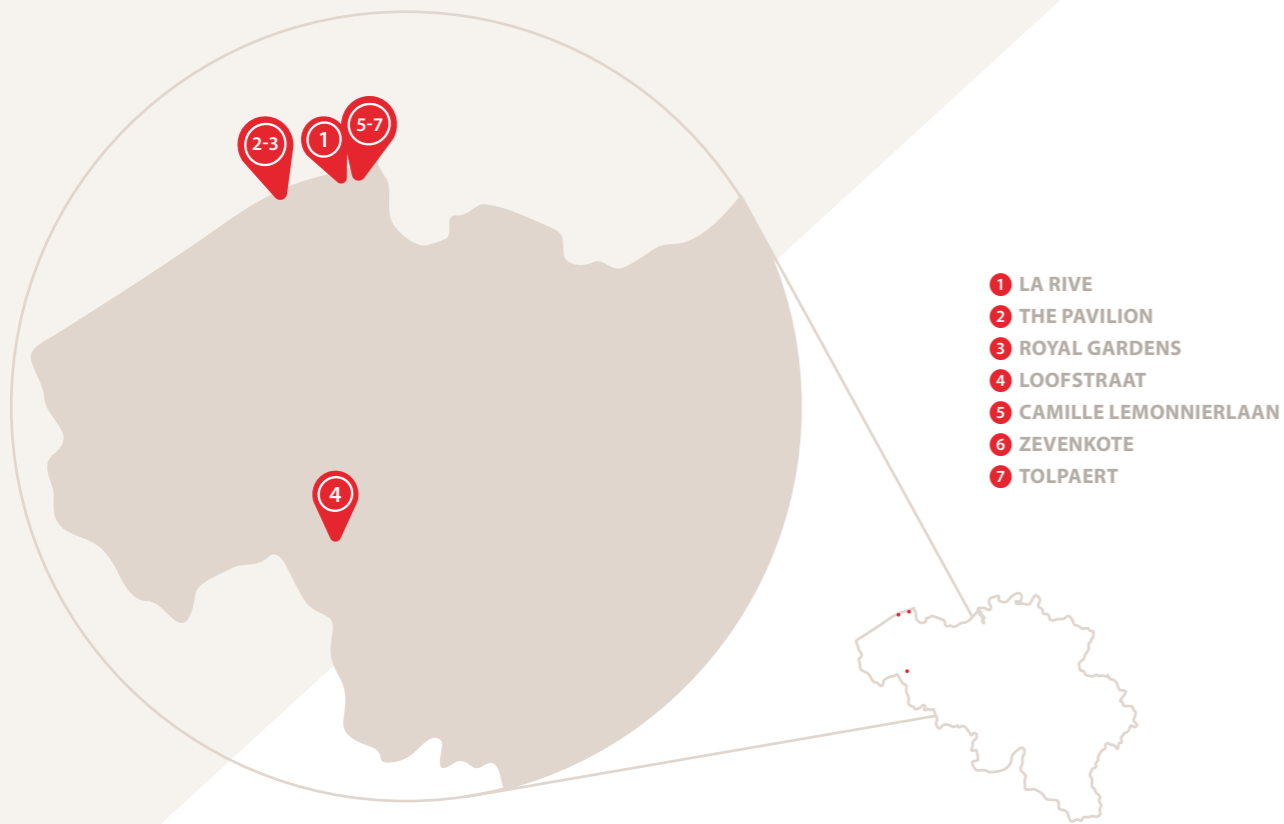 2-3
1
5-7
4
1 LA RIVE
2 THE PAVILION
3 ROYAL GARDENS
4 LOOFSTRAAT
5 CAMILLE LEMONNIERLAAN
6 ZEVENKOTE
7 TOLPAERT